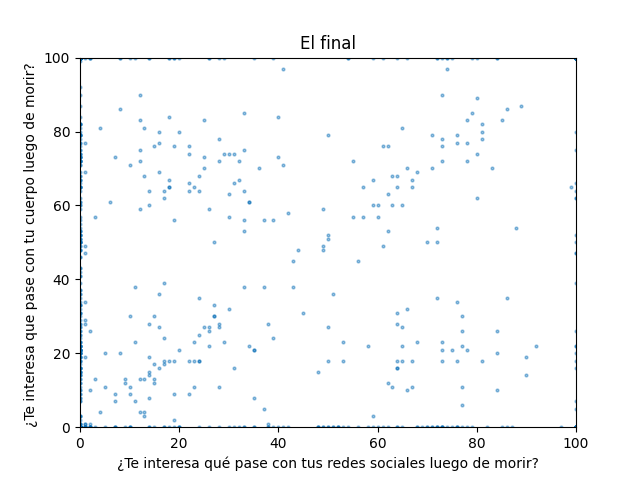 El final
¿Te interesa que pase con tu cuerpo luego de morir?
100
80
60
40
20
0
0 20 40 60 80 100
¿Te interesa qué pase con tus redes sociales luego de morir?